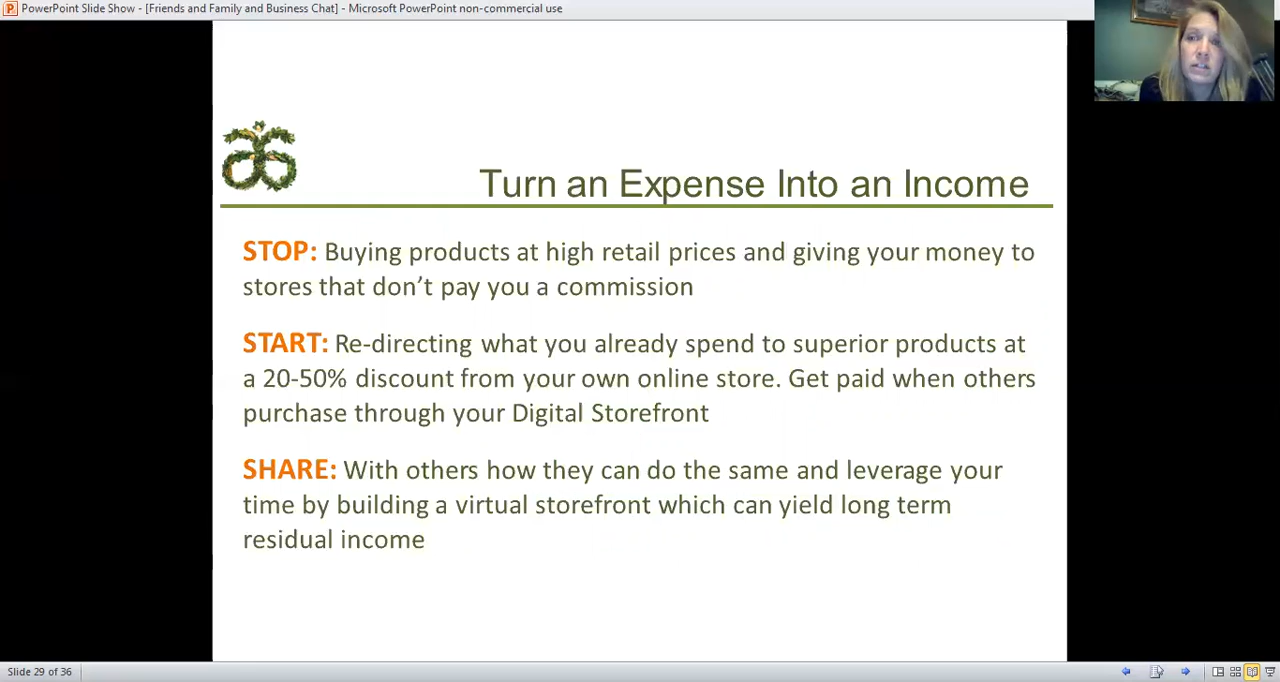 PowerPoint Slide Show - [Friends and Family and Business Chat] - Microsoft PowerPoint non-commercial use
Turn an Expense Into an Income
STOP: Buying products at high retail prices and giving your money to
stores that don’t pay you a commission
START: Re-directing what you already spend to superior products at
a 20-50% discount from your own online store. Get paid when others
purchase through your Digital Storefront
SHARE: With others how they can do the same and leverage your
time by building a virtual storefront which can yield long term
residual income
Slide 29 of 36